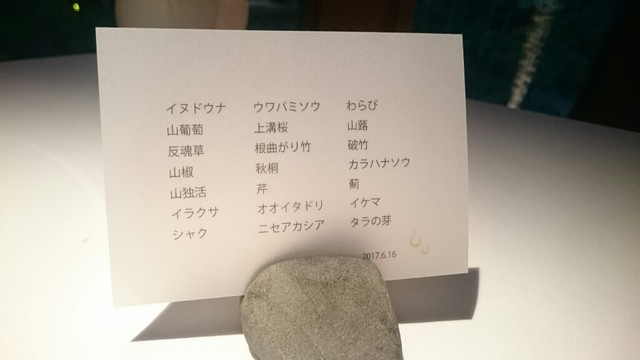 イヌドウナ ウワバミソウ わらび
山葡萄 上溝桜 山蕗
反魂草 根曲がり竹 破竹
山椒 秋桐 カラハナソウ
山独活 芹 薊
イラクサ オオイタドリ イケマ
シャク ニセアカシア タラの芽
2017.6.16